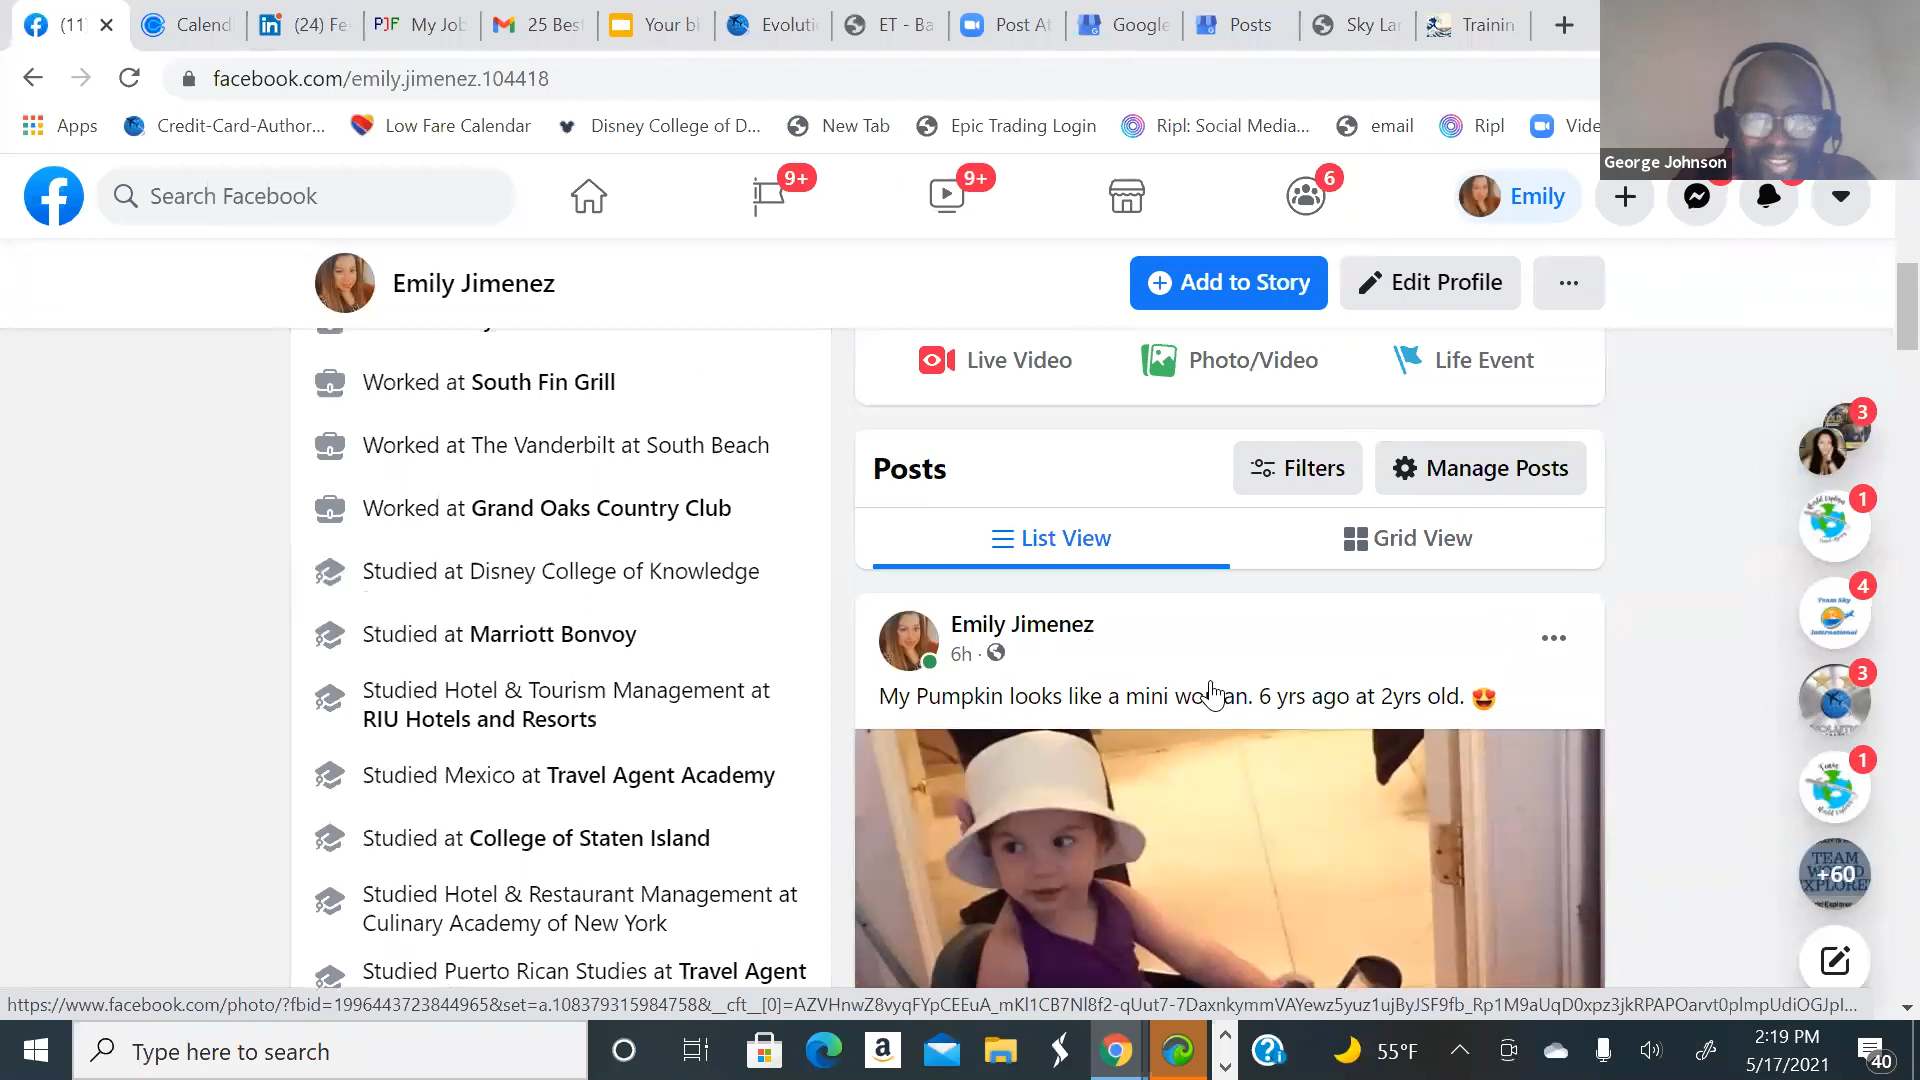 (11
Calend
(24) Fe
PJF My Job
25 Bes
Your bl
Evoluti
ET - Ba
Post At
Google
Posts
Sky Lar
Trainin
facebook.com/emily.jimenez.104418
Apps
Credit-Card-Author...
Low Fare Calendar
Disney College of D...
New Tab
Epic Trading Login
Ripl: Social Media...
email
Ripl
Vide
George Johnson
Search Facebook
9+
9+
6
Emily
Emily Jimenez
Add to Story
Edit Profile
Worked at South Fin Grill
Worked at The Vanderbilt at South Beach
Worked at Grand Oaks Country Club
Studied at Disney College of Knowledge
Studied at Marriott Bonvoy
Studied Hotel & Tourism Management at
RIU Hotels and Resorts
Studied Mexico at Travel Agent Academy
Studied at College of Staten Island
Studied Hotel & Restaurant Management at
Culinary Academy of New York
Studied Puerto Rican Studies at Travel Agent
Live Video
Photo/Video
Life Event
Posts
Filters
Manage Posts
List View
Grid View
Emily Jimenez
6h ·
My Pumpkin looks like a mini woman. 6 yrs ago at 2yrs old. 😍
3
1
4
Team Sky
International
3
1
TEAM
+60
https://www.facebook.com/photo/?fbid=1996443723844965&set=a.108379315984758&__cft__[0]=
Type here to search
55°F
2:19 PM
5/17/2021
40